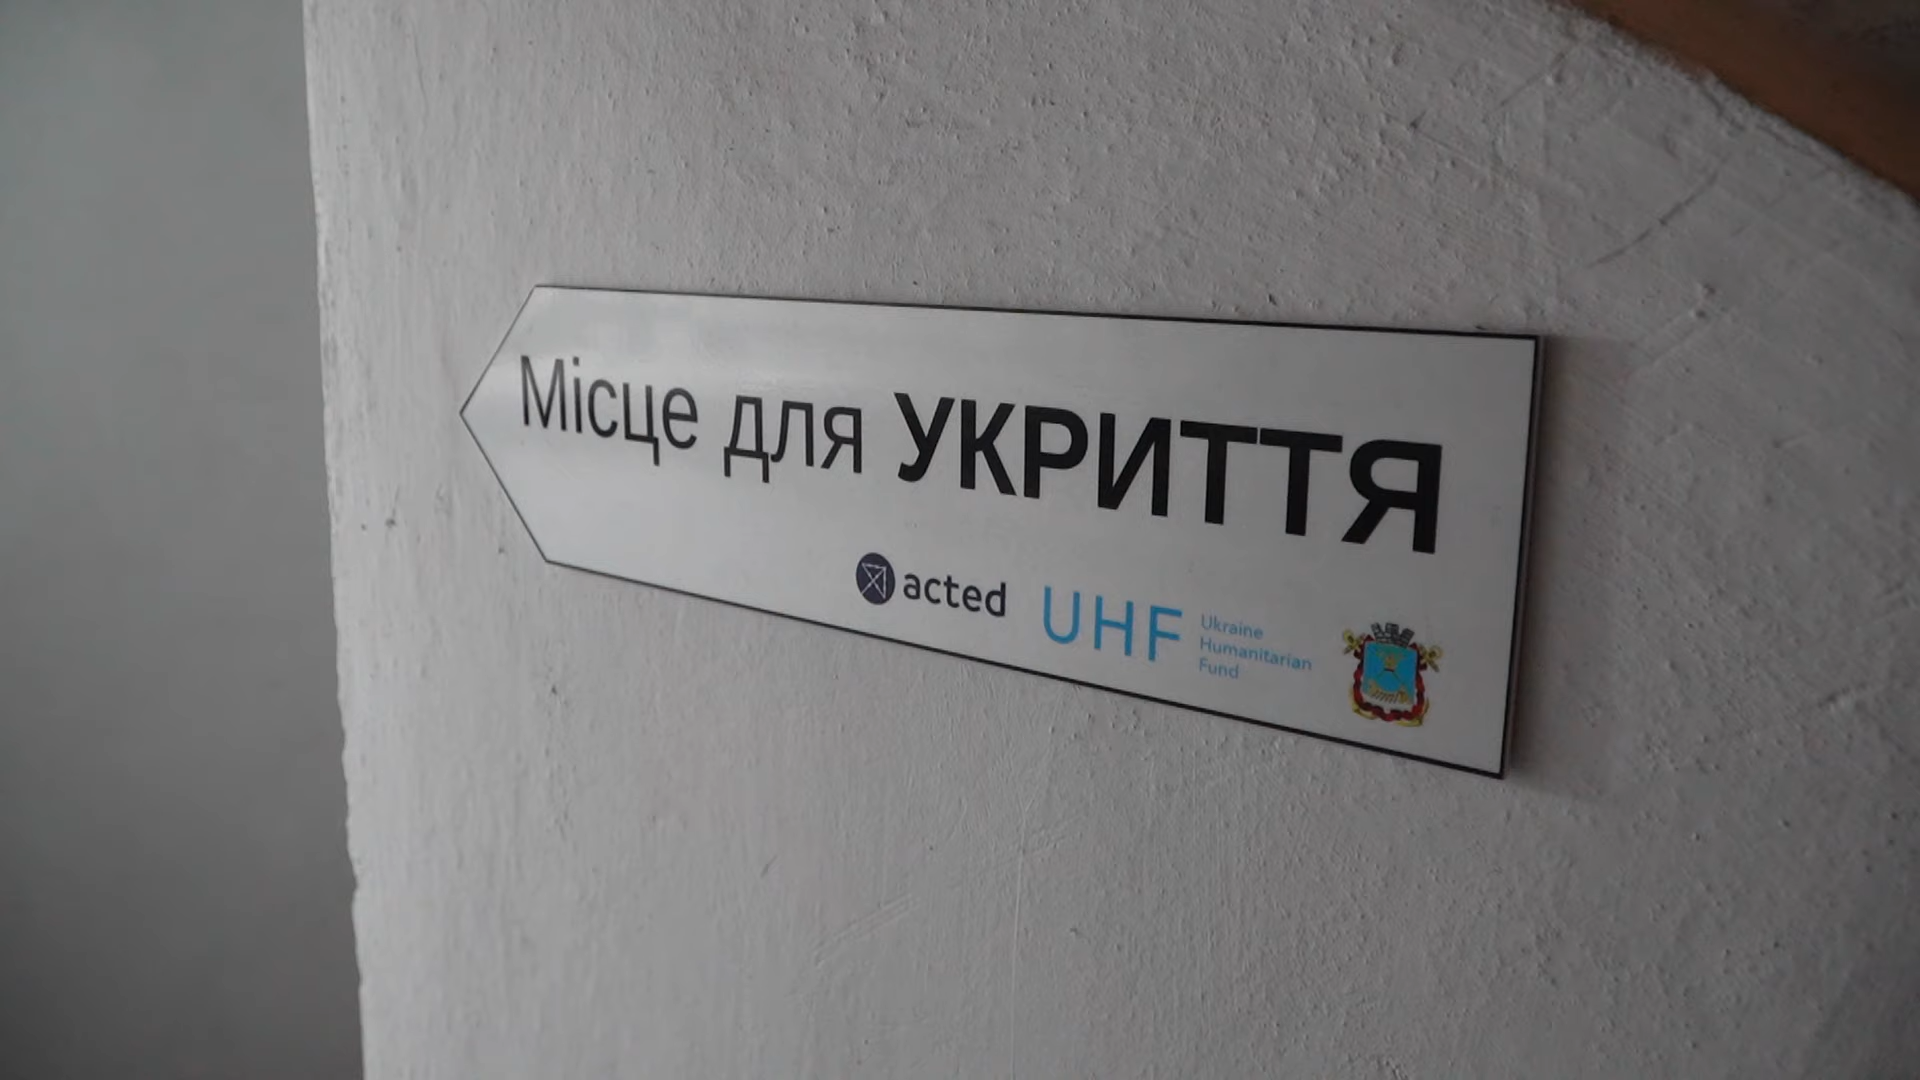 Місце для УКРИТТЯ
acted
UHF
Ukraine
Humanitarian
Fund